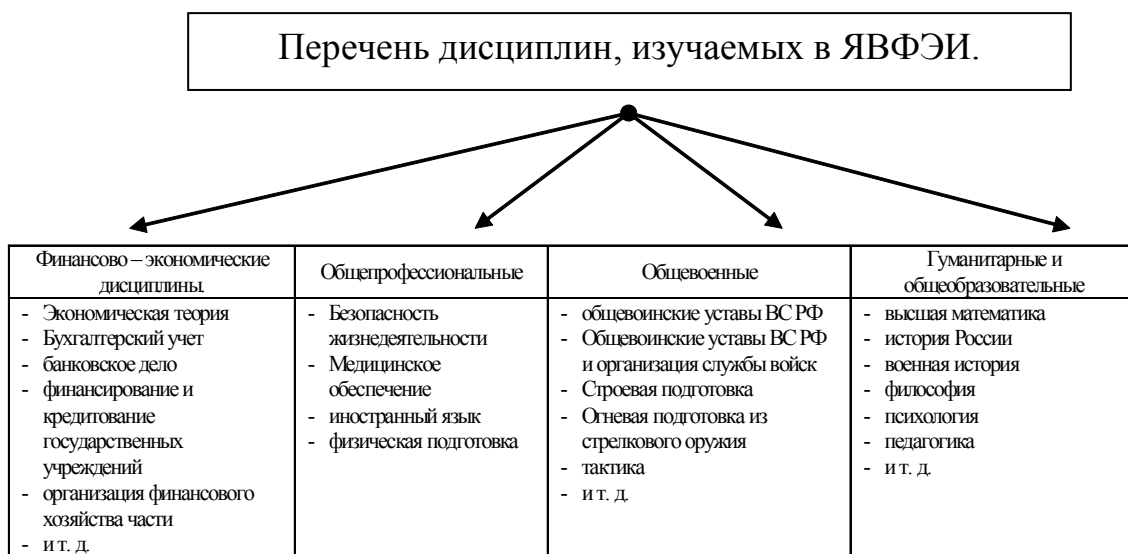 Перечень дисциплин, изучаемых в ЯВФЭИ.
Финансово – экономические
дисциплины.
- Экономическая теория
- Бухгалтерский учет
- банковское дело
- финансирование и
кредитование
государственных
учреждений
- организация финансового
хозяйства части
- и т. д.
Общепрофессиональные
- Безопасность
жизнедеятельности
- Медицинское
обеспечение
- иностранный язык
- физическая подготовка
Общевоенные
- общевоинские уставы ВС РФ
- Общевоинские уставы ВС РФ
и организация службы войск
- Строевая подготовка
- Огневая подготовка из
стрелкового оружия
- тактика
- и т. д.
Гуманитарные и
общеобразовательные
- высшая математика
- история России
- военная история
- философия
- психология
- педагогика
- и т. д.